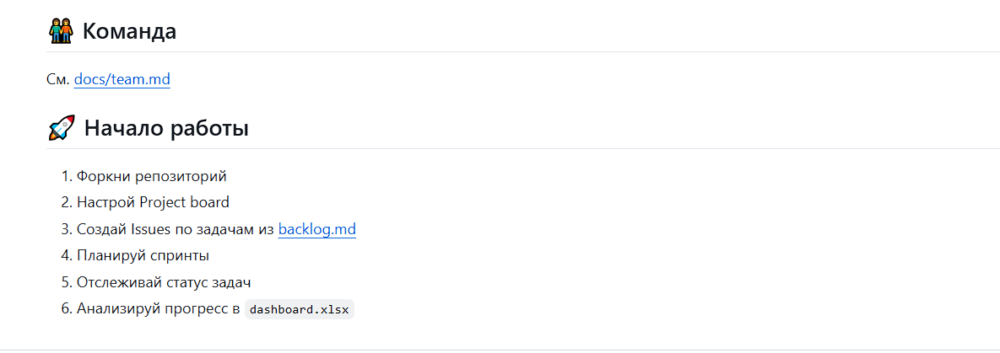 👭 Команда
См. docs/team.md
🚀 Начало работы
1. Форкни репозиторий
2. Настрой Project board
3. Создай Issues по задачам из backlog.md
4. Планируй спринты
5. Отслеживай статус задач
6. Анализируй прогресс в dashboard.xlsx